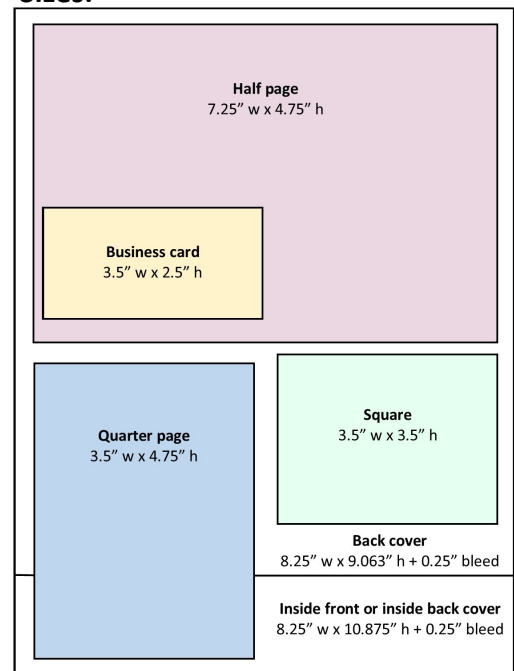 Half page
7.25” w x 4.75” h
Business card
3.5” w x 2.5” h
Quarter page
3.5” w x 4.75” h
Square
3.5” w x 3.5” h
Back cover
8.25” w x 9.063” h + 0.25” bleed
Inside front or inside back cover
8.25” w x 10.875” h + 0.25” bleed